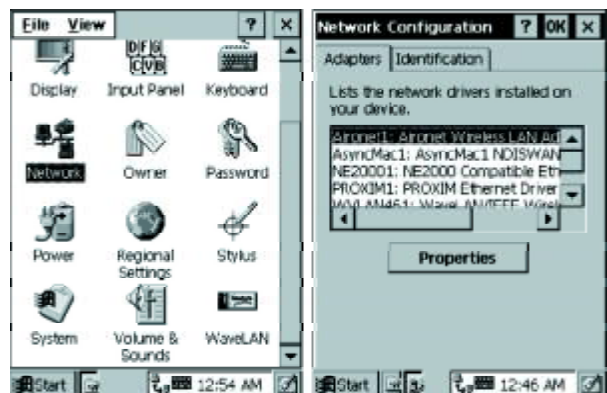 File View ? ×
Display Input Panel Keyboard
Network Owner Password
Power Regional Settings Stylus
System Volume & Sounds WaveLAN
Start 12:54 AM
Network Configuration ? OK ×
Adapters Identification
Lists the network drivers installed on
your device.
Aironet1: Aironet Wireless LAN Ad
AsyncMac1: AsyncMac1 NDISWAN
NE20001: NE2000 Compatible Eth
PROXIM1: PROXIM Ethernet Driver
Properties
Start 12:46 AM